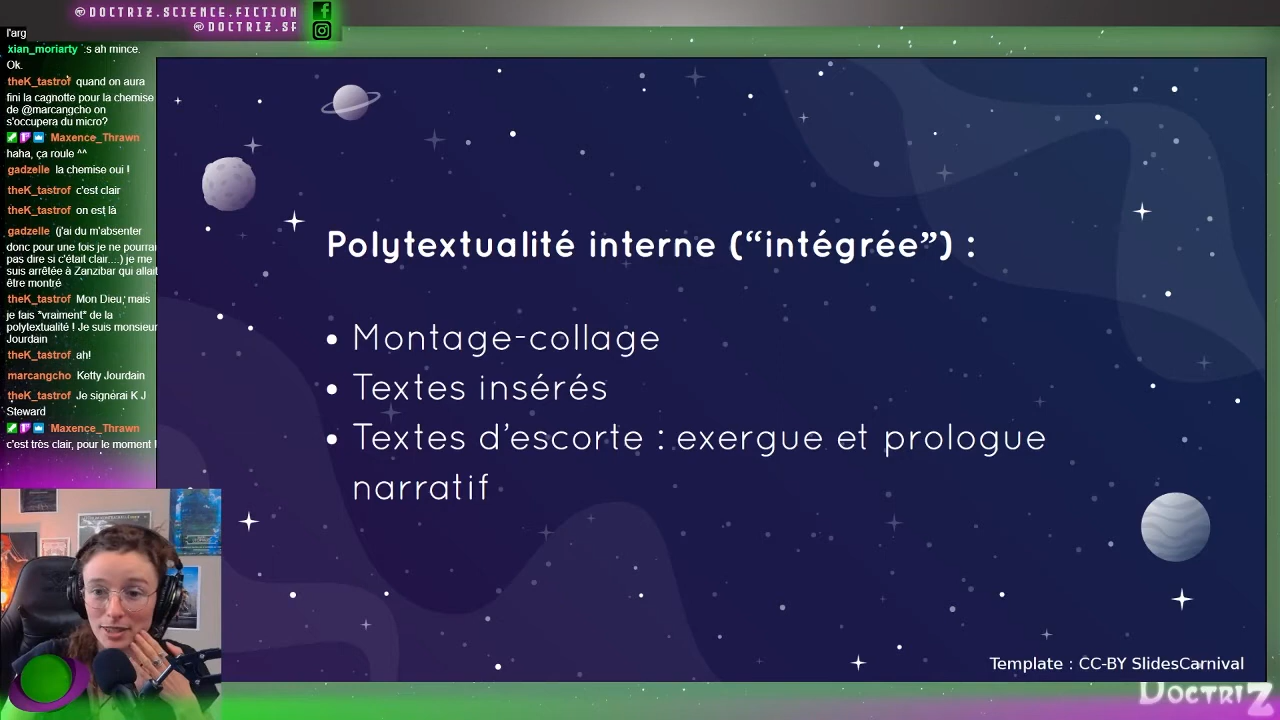 @DOCTRIZ.SCIENCE.FICTION
@DOCTRIZ.SF
l'arg
xian_moriarty :s ah mince.
Ok.
theK_tastrof quand on aura
fini la cagnotte pour la chemise
de @marcangcho on
s'occupera du micro?
Maxence_Thrawn
haha, ça roule ^^
gadzelle la chemise oui !
theK_tastrof c'est clair
theK_tastrof on est là
gadzelle (j'ai du m'absenter
donc pour une fois je ne pourrai
pas dire si c'était clair....) je me
suis arrêtée à Zanzibar qui allait
être montré
theK_tastrof Mon Dieu, mais
je fais *vraiment* de la
polytextualité ! Je suis monsieur
Jourdain
theK_tastrof ah!
marcangcho Ketty Jourdain
theK_tastrof Je signerai K J
Steward
Maxence_Thrawn
c'est très clair, pour le moment !
Polytextualité interne (“intégrée”) :
• Montage-collage
• Textes insérés
• Textes d’escorte : exergue et prologue
narratif
Template : CC-BY SlidesCarnival
DOCTRIZ